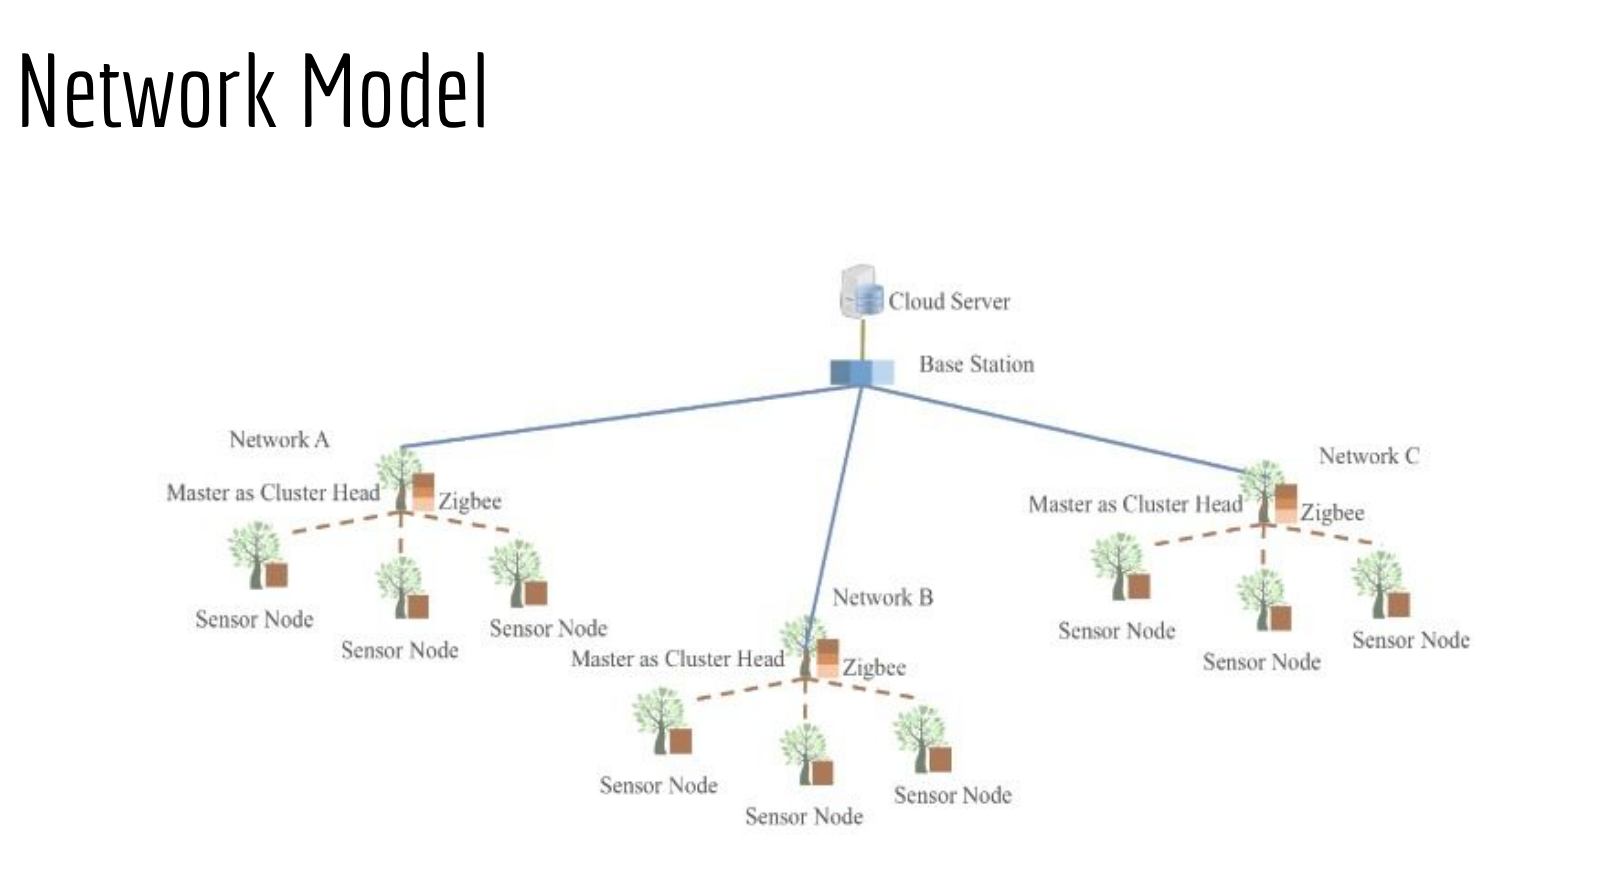 Network Model
Cloud Server
Base Station
Network A
Master as Cluster Head
Zigbee
Sensor Node
Sensor Node
Sensor Node
Network B
Master as Cluster Head
Zigbee
Sensor Node
Sensor Node
Sensor Node
Network C
Master as Cluster Head
Zigbee
Sensor Node
Sensor Node
Sensor Node